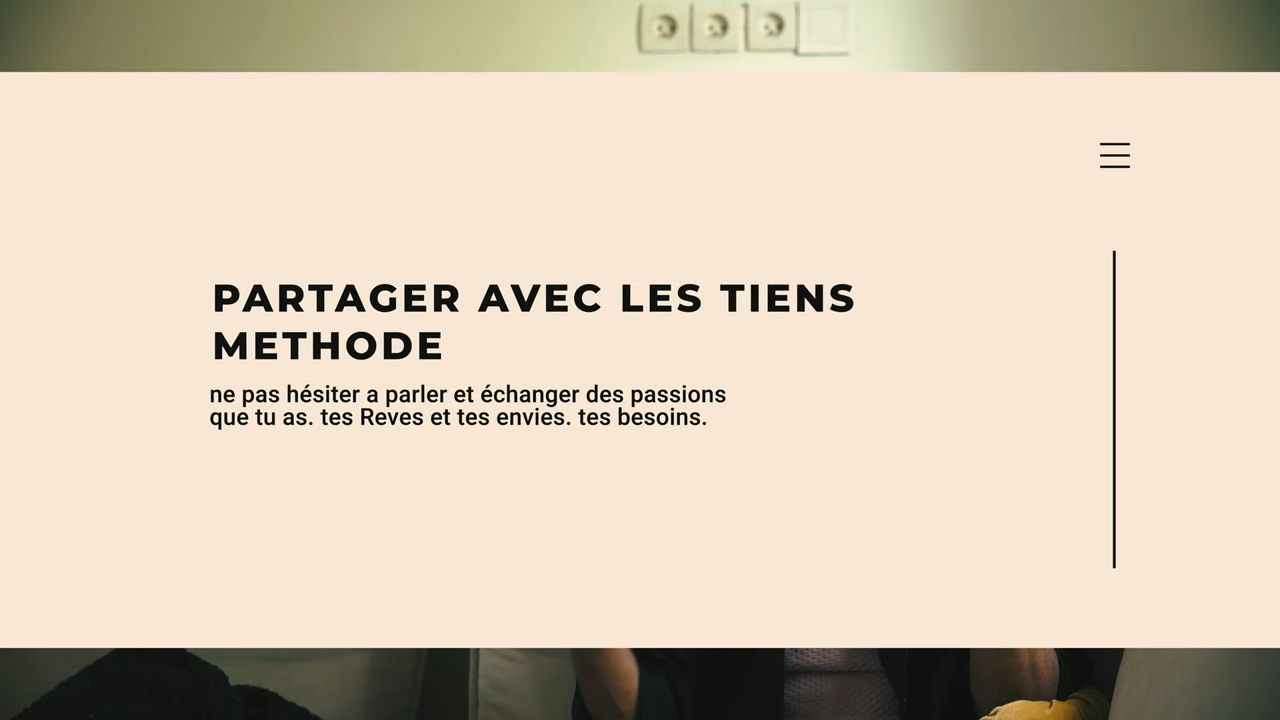 PARTAGER AVEC LES TIENS
METHODE
ne pas hésiter a parler et échanger des passions
que tu as. tes Reves et tes envies. tes besoins.